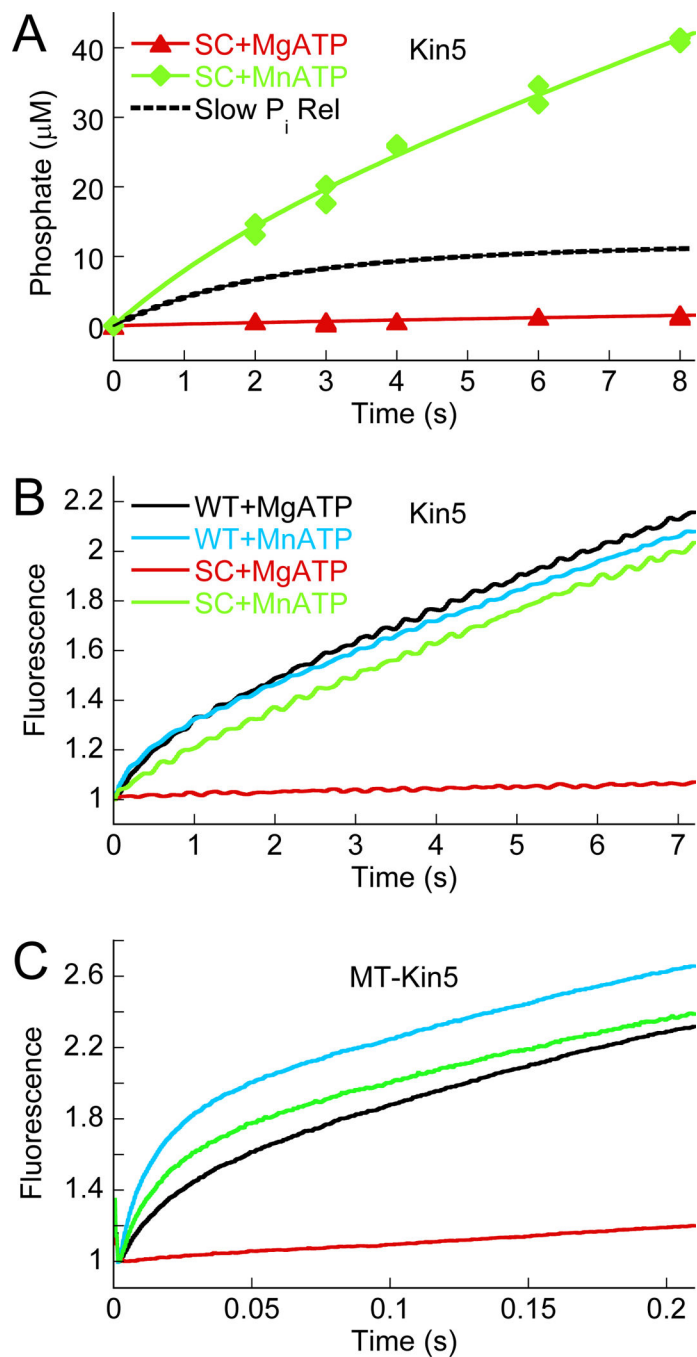 A
SC+MgATP
Kin5
SC+MnATP
Slow Pi Rel
Phosphate (μM)
40
30
20
10
0
0 1 2 3 4 5 6 7 8
Time (s)
B
WT+MgATP
Kin5
WT+MnATP
SC+MgATP
SC+MnATP
Fluorescence
2.2
2
1.8
1.6
1.4
1.2
1
0 1 2 3 4 5 6 7
Time (s)
C
MT-Kin5
Fluorescence
2.6
2.2
1.8
1.4
1
0 0.05 0.1 0.15 0.2
Time (s)